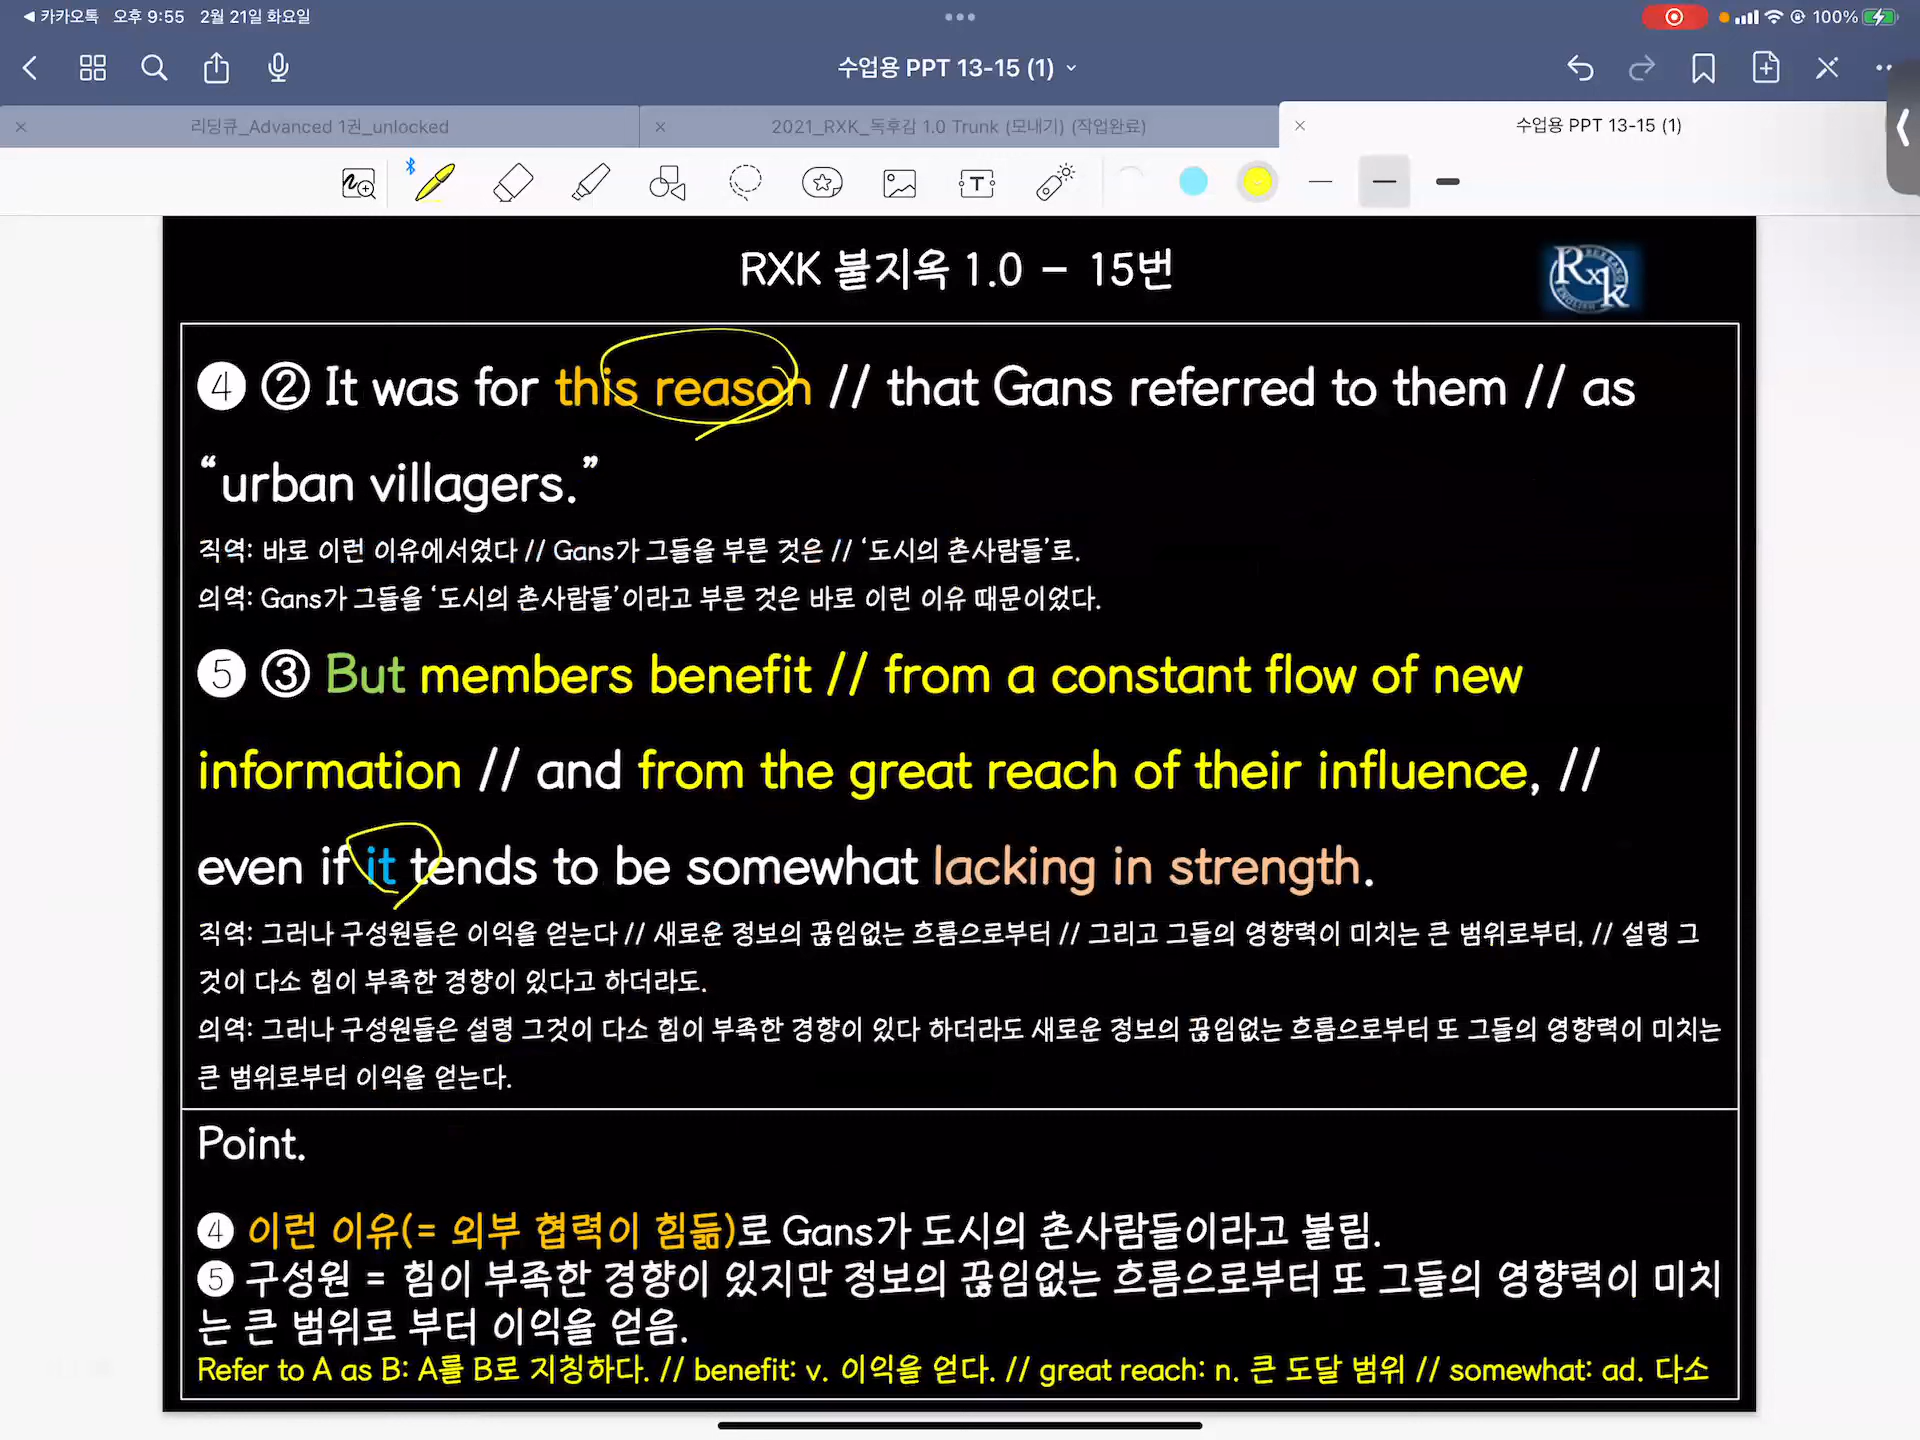 ◀ 카카오톡 오후 9:55 2월 21일 화요일
100%
수업용 PPT 13-15 (1)
리딩큐_Advanced 1권_unlocked
2021_RXK_독후감 1.0 Trunk (모내기) (작업완료)
수업용 PPT 13-15 (1)
RXK 불지옥 1.0 – 15번
RXK
❹ ② It was for this reason // that Gans referred to them // as
“urban villagers.”
직역: 바로 이런 이유에서였다 // Gans가 그들을 부른 것은 // ‘도시의 촌사람들’로.
의역: Gans가 그들을 ‘도시의 촌사람들’이라고 부른 것은 바로 이런 이유 때문이었다.
❺ ③ But members benefit // from a constant flow of new
information // and from the great reach of their influence, //
even if it tends to be somewhat lacking in strength.
직역: 그러나 구성원들은 이익을 얻는다 // 새로운 정보의 끊임없는 흐름으로부터 // 그리고 그들의 영향력이 미치는 큰 범위로부터, // 설령 그
것이 다소 힘이 부족한 경향이 있다고 하더라도.
의역: 그러나 구성원들은 설령 그것이 다소 힘이 부족한 경향이 있다 하더라도 새로운 정보의 끊임없는 흐름으로부터 또 그들의 영향력이 미치는
큰 범위로부터 이익을 얻는다.
Point.
❹ 이런 이유(= 외부 협력이 힘듦)로 Gans가 도시의 촌사람들이라고 불림.
❺ 구성원 = 힘이 부족한 경향이 있지만 정보의 끊임없는 흐름으로부터 또 그들의 영향력이 미치
는 큰 범위로 부터 이익을 얻음.
Refer to A as B: A를 B로 지칭하다. // benefit: v. 이익을 얻다. // great reach: n. 큰 도달 범위 // somewhat: ad. 다소